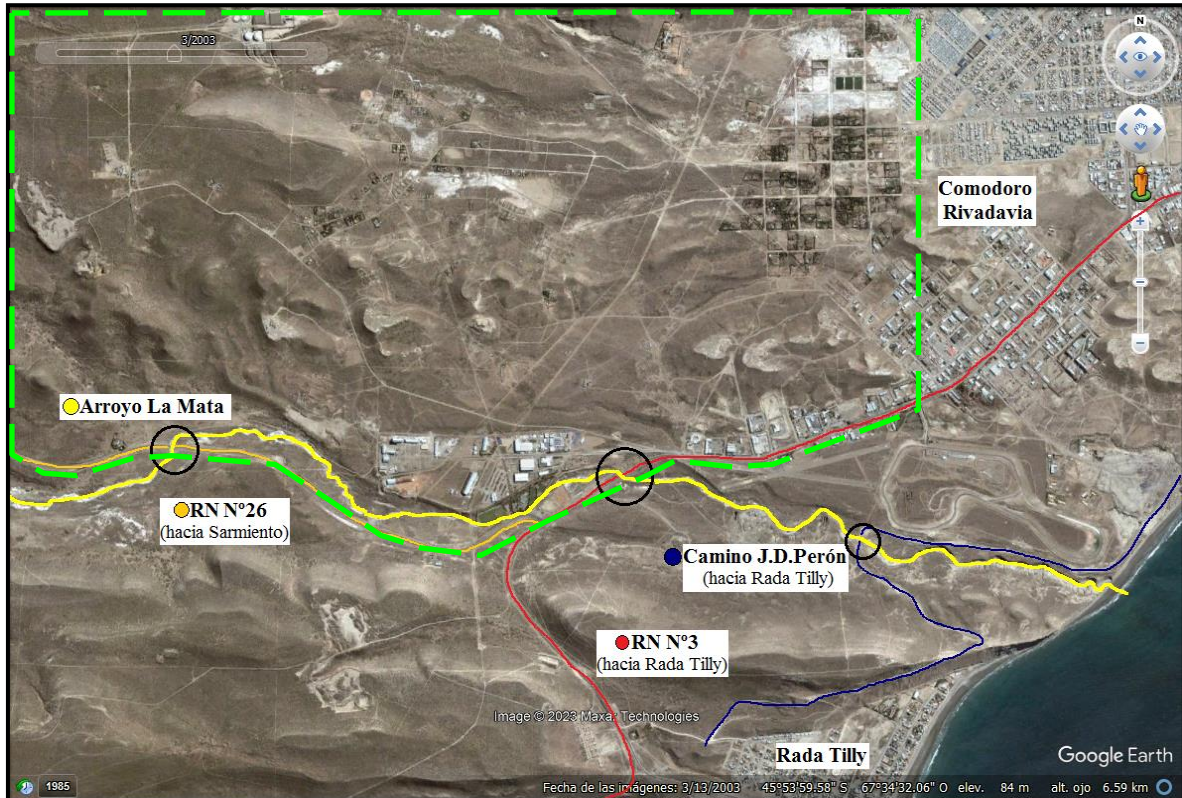 3/2003
N
Comodoro
Rivadavia
Arroyo La Mata
RN Nº26
(hacia Sarmiento)
Camino J.D.Perón
(hacia Rada Tilly)
RN Nº3
(hacia Rada Tilly)
Image © 2023 Maxar Technologies
Rada Tilly
Google Earth
1985
Fecha de las imágenes: 3/13/2003 45°53'59.58" S 67°34'32.06" O elev. 84 m alt. ojo 6.59 km